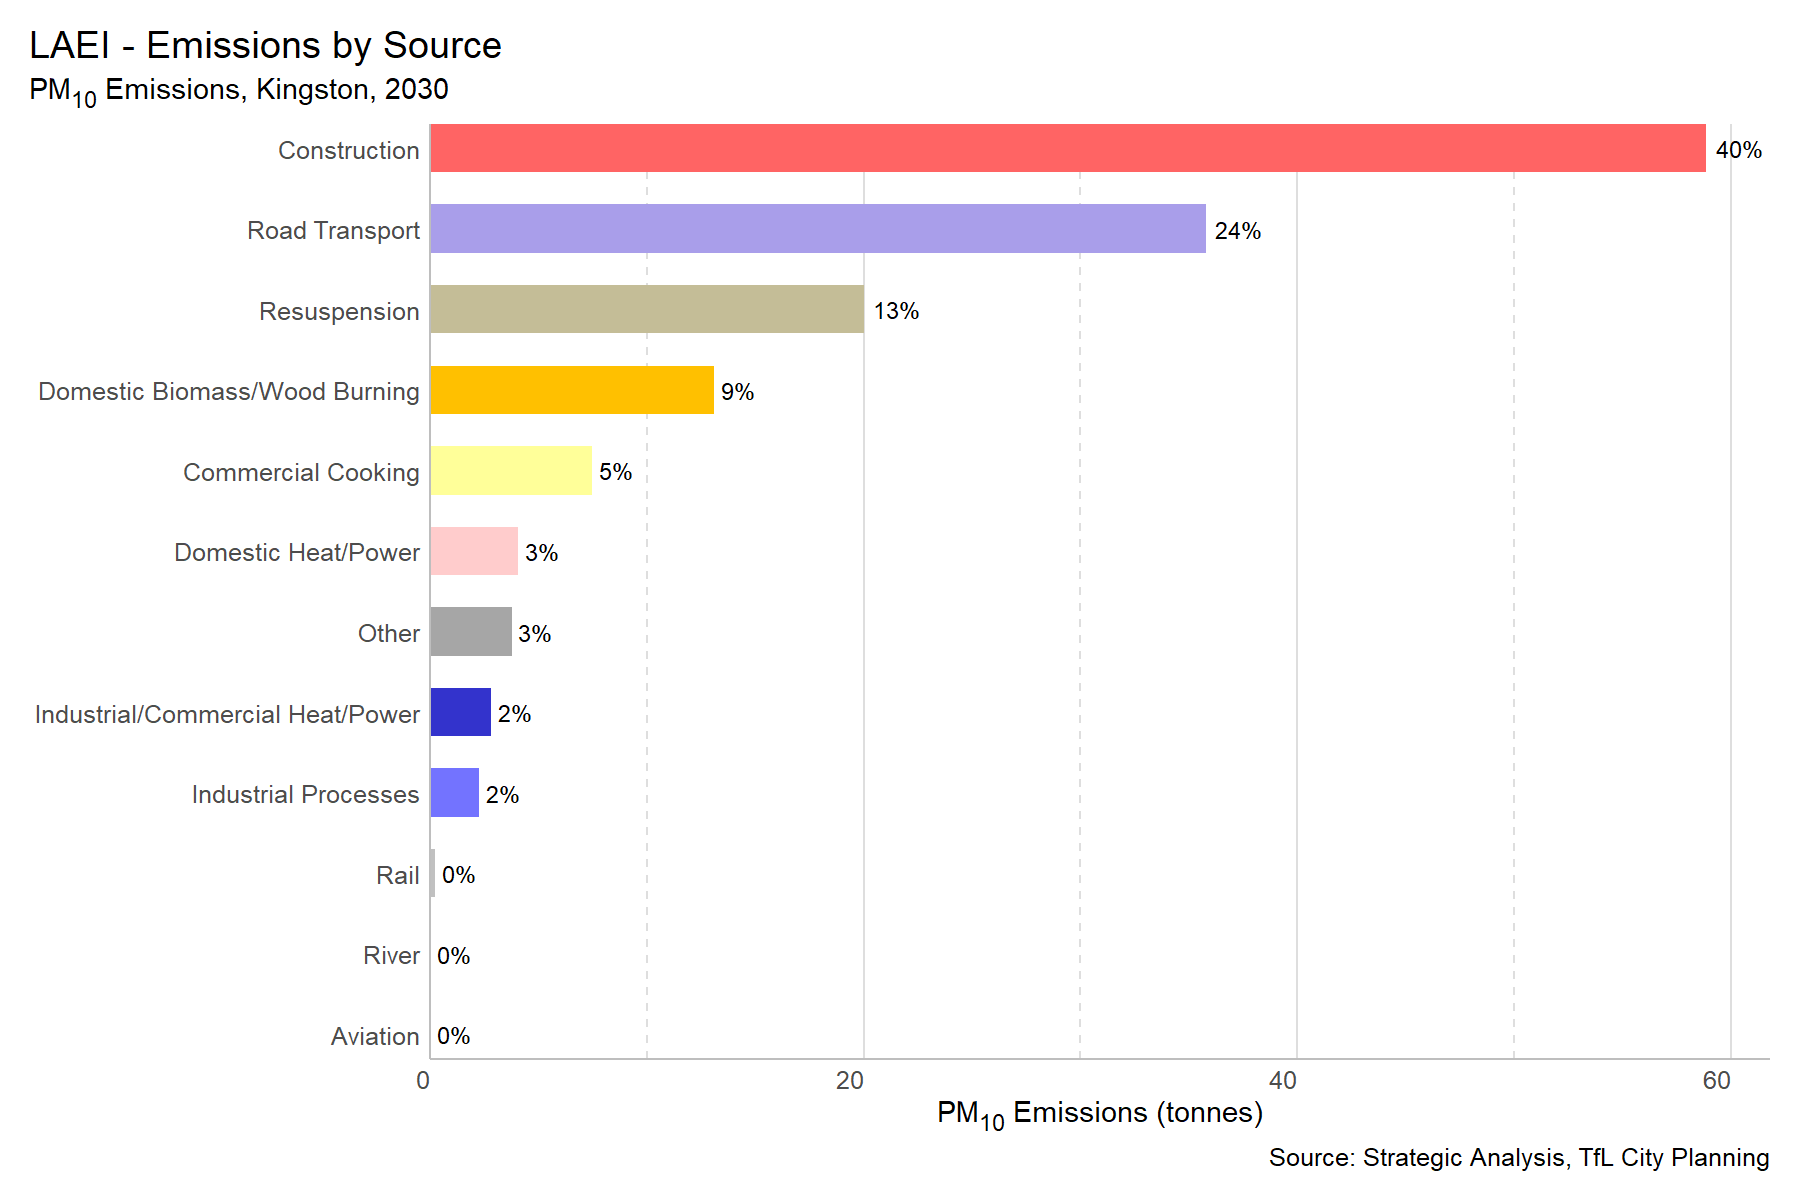 LAEI - Emissions by Source
PM10 Emissions, Kingston, 2030
Construction 40%
Road Transport 24%
Resuspension 13%
Domestic Biomass/Wood Burning 9%
Commercial Cooking 5%
Domestic Heat/Power 3%
Other 3%
Industrial/Commercial Heat/Power 2%
Industrial Processes 2%
Rail 0%
River 0%
Aviation 0%
0 20 40 60
PM10 Emissions (tonnes)
Source: Strategic Analysis, TfL City Planning